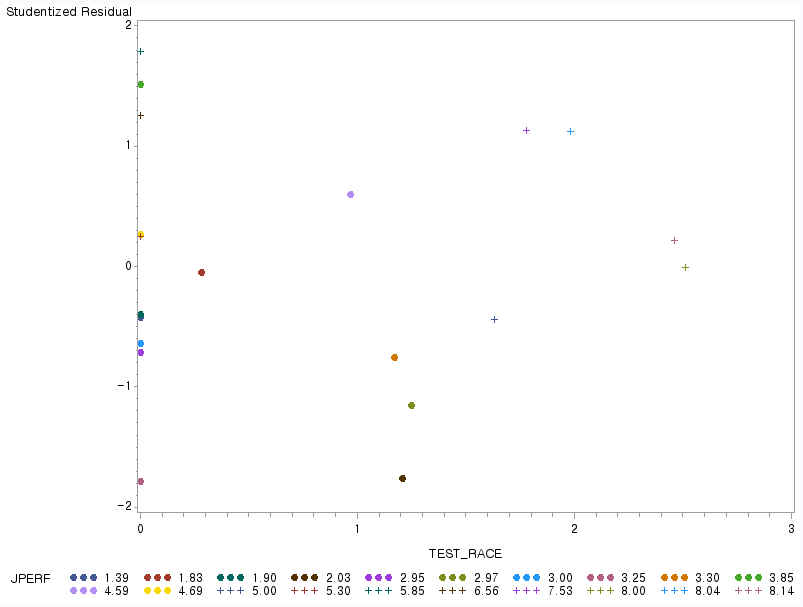 Studentized Residual
2
1
0
−1
−2
0 1 2 3
TEST_RACE
JPERF 1.39 1.83 1.90 2.03 2.95 2.97 3.00 3.25 3.30 3.85
4.59 4.69 5.00 5.30 5.85 6.56 7.53 8.00 8.04 8.14